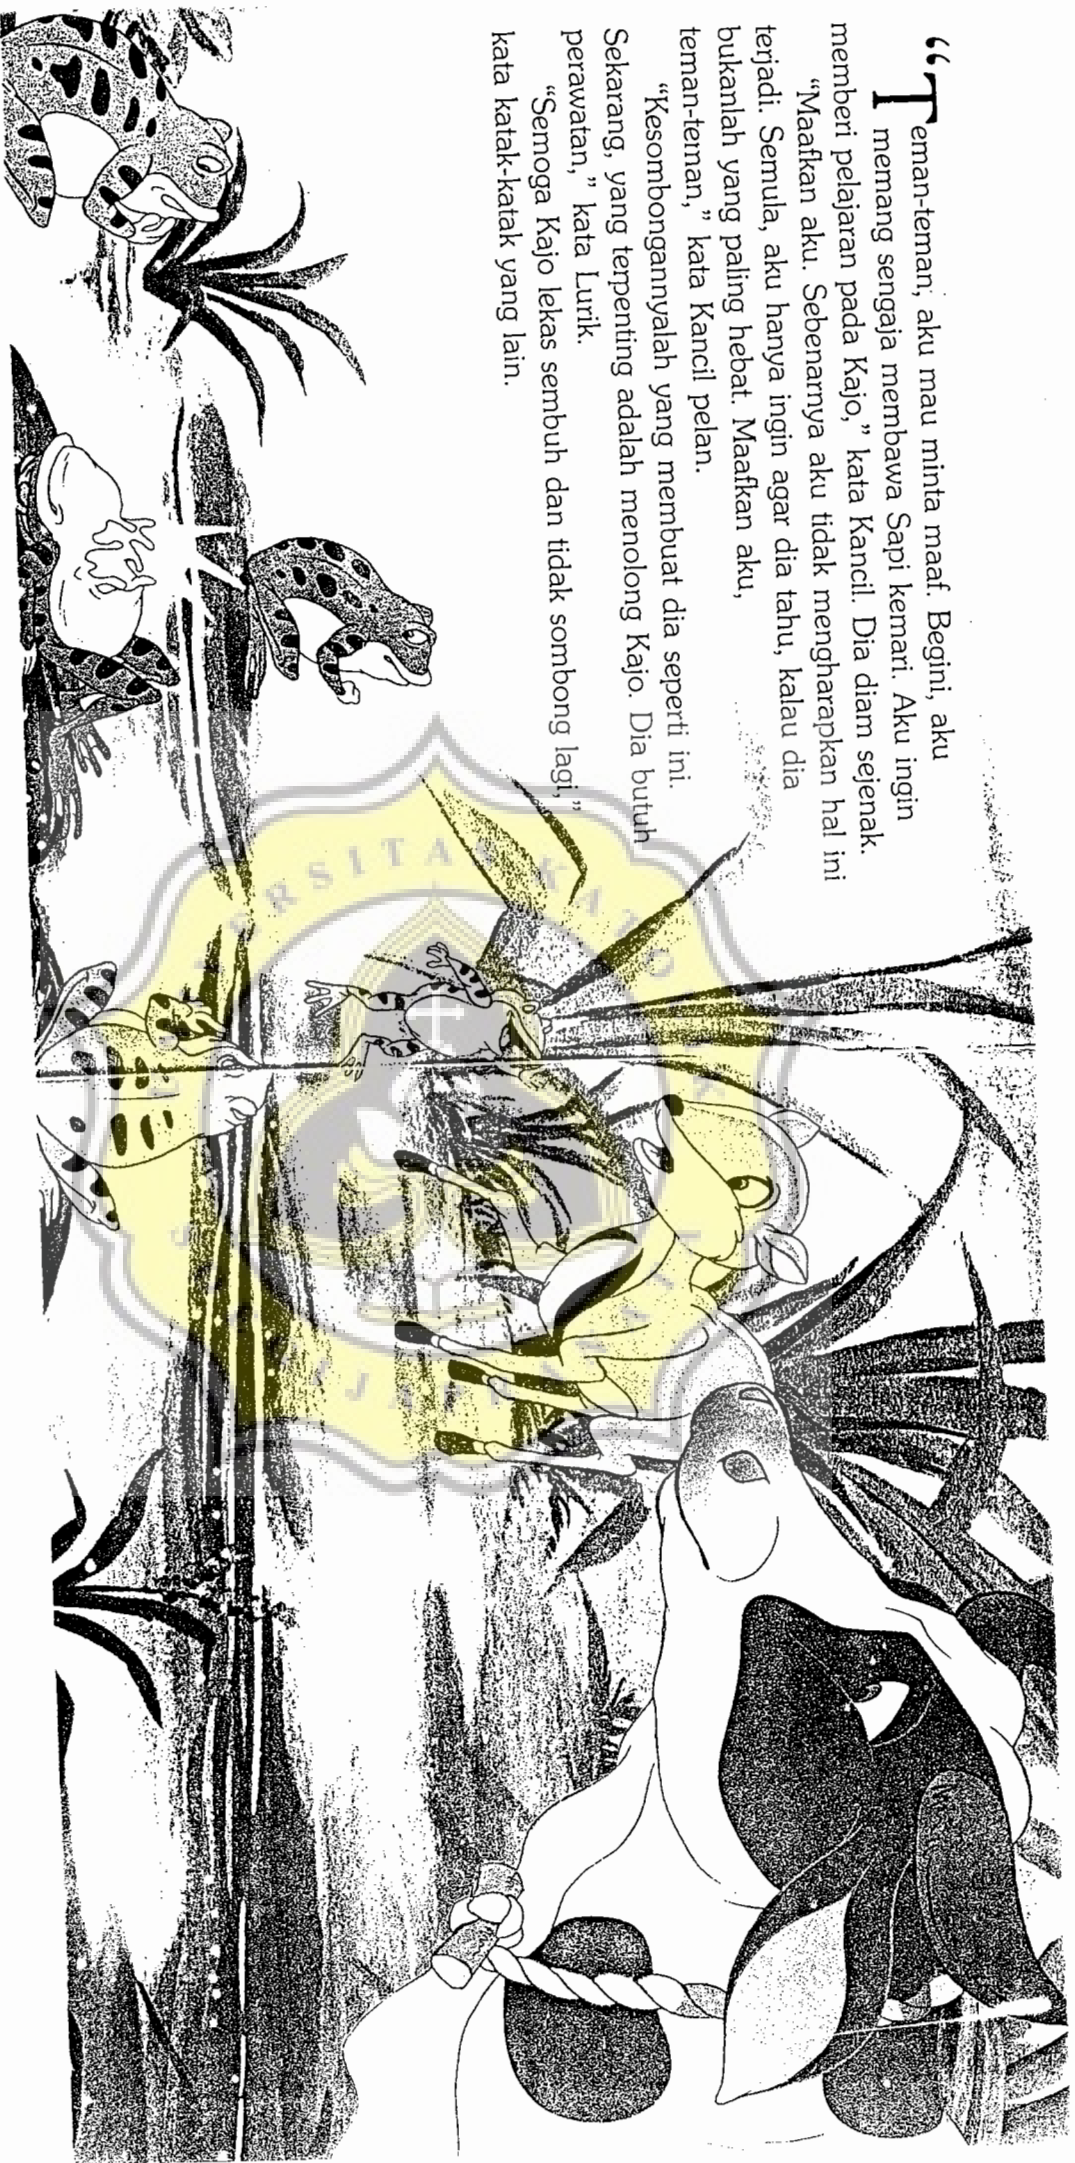 “Teman-teman, aku mau minta maaf. Begini, aku
memang sengaja membawa Sapi kemari. Aku ingin
memberi pelajaran pada Kajo,” kata Kancil. Dia diam sejenak.
“Maafkan aku. Sebenarnya aku tidak mengharapkan hal ini
terjadi. Semula, aku hanya ingin agar dia tahu, kalau dia
bukanlah yang paling hebat. Maafkan aku,
teman-teman,” kata Kancil pelan.
“Kesombongannyalah yang membuat dia seperti ini.
Sekarang, yang terpenting adalah menolong Kajo. Dia butuh
perawatan,” kata Lurik.
“Semoga Kajo lekas sembuh dan tidak sombong lagi,”
kata katak-katak yang lain.